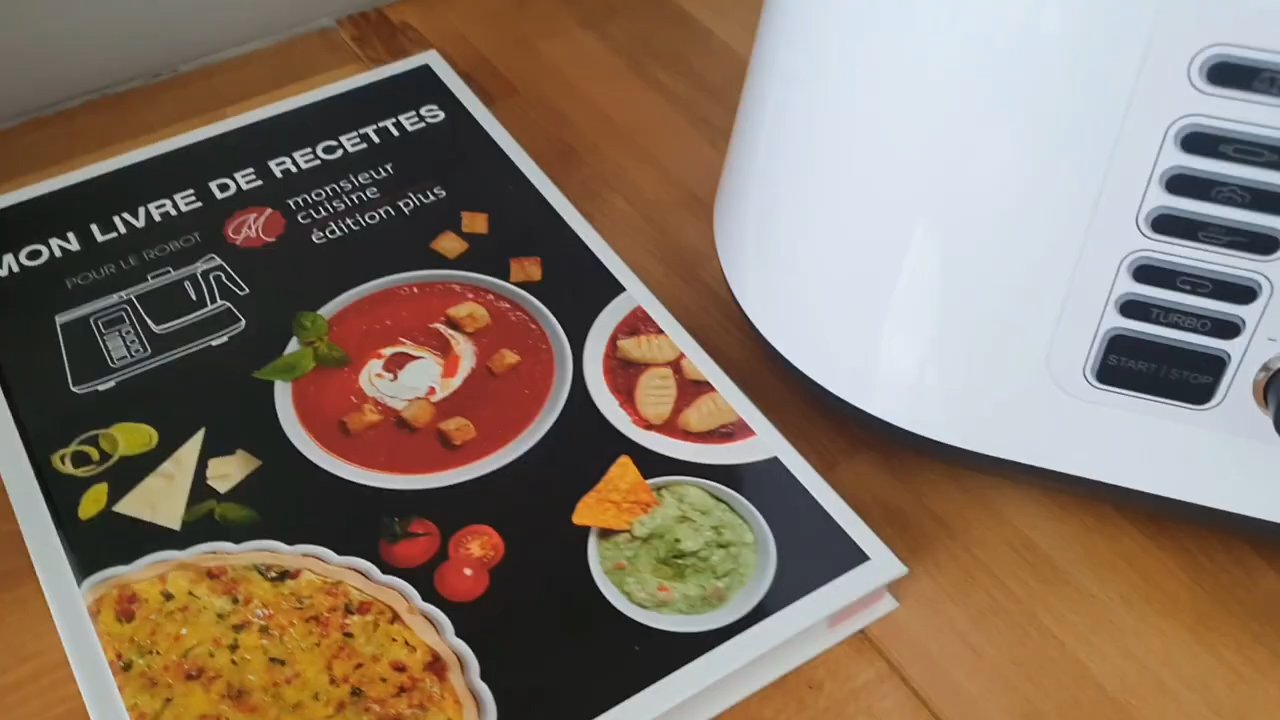 MON LIVRE DE RECETTES
POUR LE ROBOT
M
monsieur
cuisine
édition plus
TURBO
START | STOP